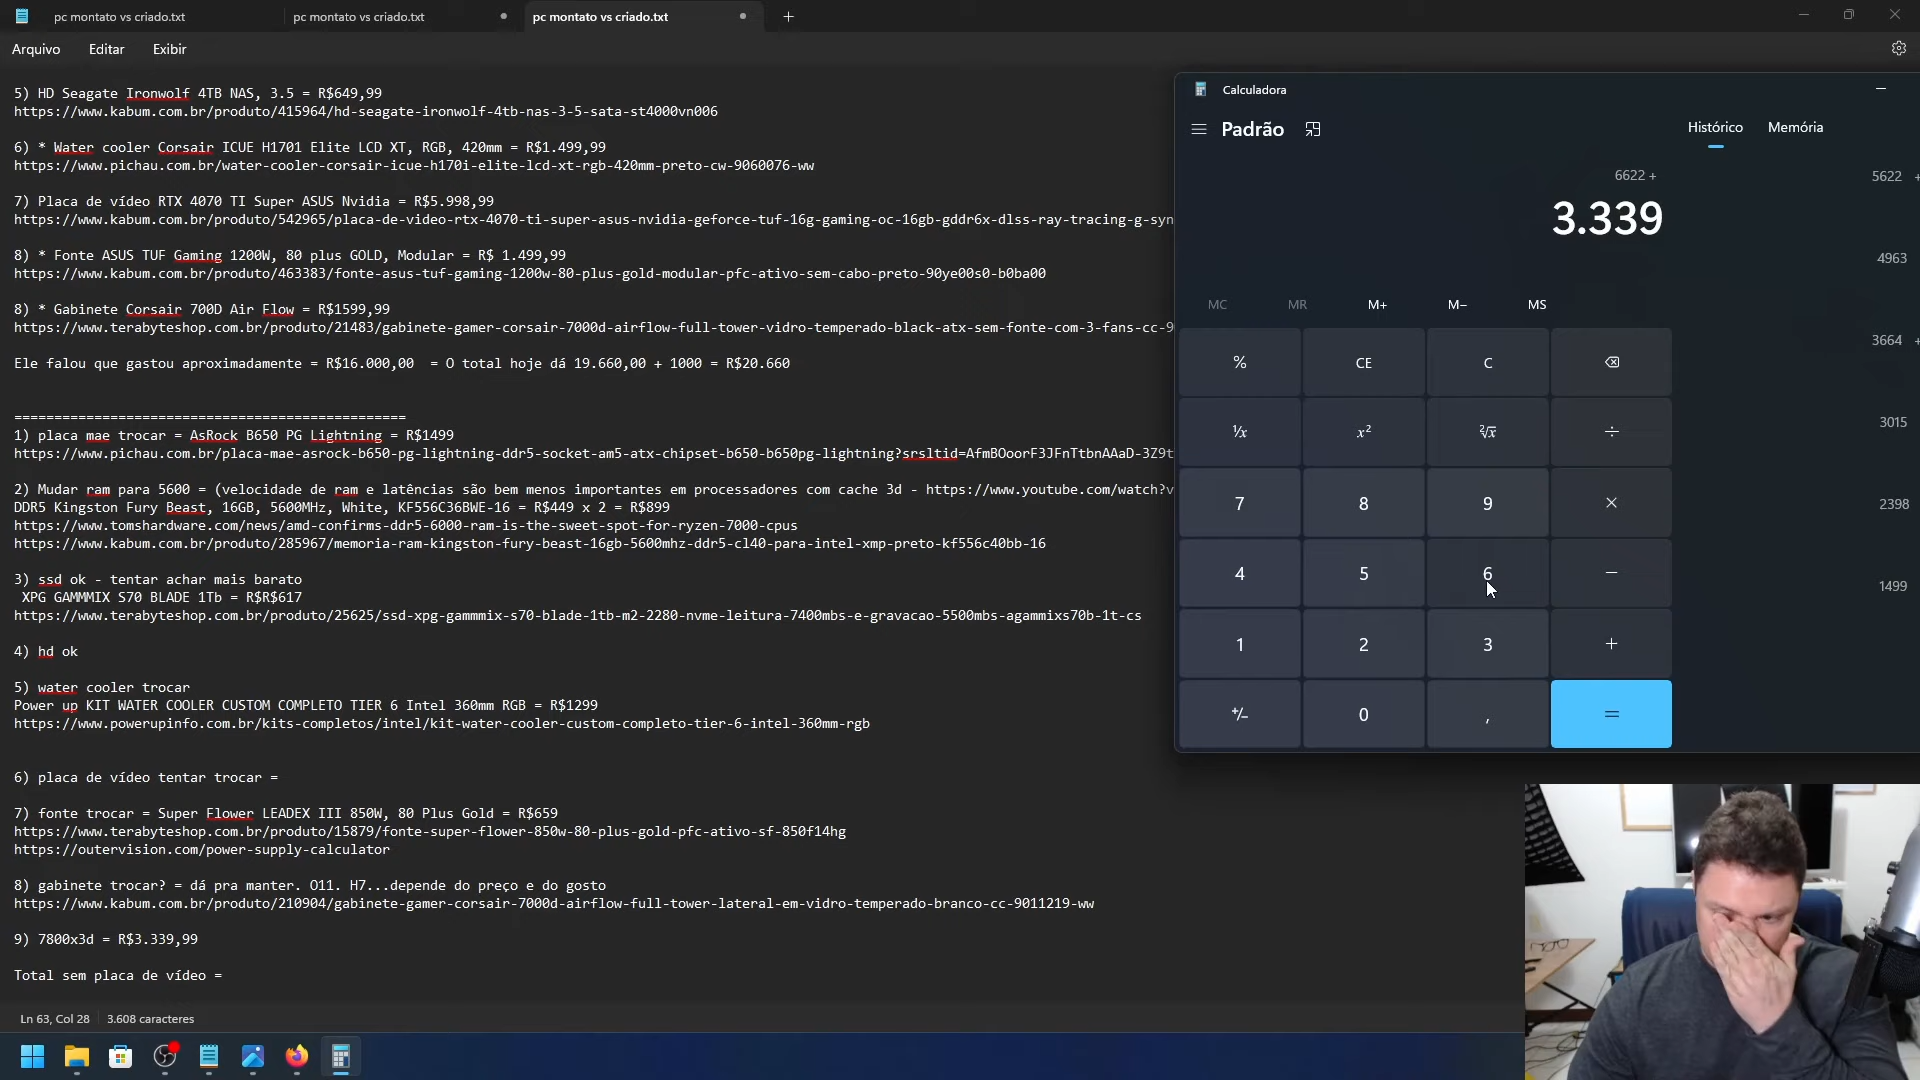 pc montato vs criado.txt
pc montato vs criado.txt
pc montato vs criado.txt
Arquivo Editar Exibir
5) HD Seagate Ironwolf 4TB NAS, 3.5 = R$649,99
https://www.kabum.com.br/produto/415964/hd-seagate-ironwolf-4tb-nas-3-5-sata-st4000vn006
6) * Water cooler Corsair ICUE H170I Elite LCD XT, RGB, 420mm = R$1.499,99
https://www.pichau.com.br/water-cooler-corsair-icue-h170i-elite-lcd-xt-rgb-420mm-preto-cw-9060076-ww
7) Placa de vídeo RTX 4070 TI Super ASUS Nvidia = R$5.998,99
https://www.kabum.com.br/produto/542965/placa-de-video-rtx-4070-ti-super-asus-nvidia-geforce-tuf-16g-gaming-oc-16gb-gddr6x-dlss-ray-tracing-g-syn
8) * Fonte ASUS TUF Gaming 1200W, 80 plus GOLD, Modular = R$ 1.499,99
https://www.kabum.com.br/produto/463383/fonte-asus-tuf-gaming-1200w-80-plus-gold-modular-pfc-ativo-sem-cabo-preto-90ye00s0-b0ba00
8) * Gabinete Corsair 700D Air Flow = R$1599,99
https://www.terabyteshop.com.br/produto/21483/gabinete-gamer-corsair-7000d-airflow-full-tower-vidro-temperado-black-atx-sem-fonte-com-3-fans-cc-9
Ele falou que gastou aproximadamente = R$16.000,00 = O total hoje dá 19.660,00 + 1000 = R$20.660
=================================================
1) placa mae trocar = AsRock B650 PG Lightning = R$1499
https://www.pichau.com.br/placa-mae-asrock-b650-pg-lightning-ddr5-socket-am5-atx-chipset-b650-b650pg-lightning?srsltid=AfmBOoorF3JFnTtbnAAaD-3Z9t
2) Mudar ram para 5600 = (velocidade de ram e latências são bem menos importantes em processadores com cache 3d - https://www.youtube.com/watch?v
DDR5 Kingston Fury Beast, 16GB, 5600MHz, White, KF556C36BWE-16 = R$449 x 2 = R$899
https://www.tomshardware.com/news/amd-confirms-ddr5-6000-ram-is-the-sweet-spot-for-ryzen-7000-cpus
https://www.kabum.com.br/produto/285967/memoria-ram-kingston-fury-beast-16gb-5600mhz-ddr5-cl40-para-intel-xmp-preto-kf556c40bb-16
3) ssd ok - tentar achar mais barato
XPG GAMMMIX S70 BLADE 1Tb = R$R$617
https://www.terabyteshop.com.br/produto/25625/ssd-xpg-gammmix-s70-blade-1tb-m2-2280-nvme-leitura-7400mbs-e-gravacao-5500mbs-agammixs70b-1t-cs
4) hd ok
5) water cooler trocar
Power up KIT WATER COOLER CUSTOM COMPLETO TIER 6 Intel 360mm RGB = R$1299
https://www.powerupinfo.com.br/kits-completos/intel/kit-water-cooler-custom-completo-tier-6-intel-360mm-rgb
6) placa de vídeo tentar trocar =
7) fonte trocar = Super Flower LEADEX III 850W, 80 Plus Gold = R$659
https://www.terabyteshop.com.br/produto/15879/fonte-super-flower-850w-80-plus-gold-pfc-ativo-sf-850f14hg
https://outervision.com/power-supply-calculator
8) gabinete trocar? = dá pra manter. O11. H7...depende do preço e do gosto
https://www.kabum.com.br/produto/210904/gabinete-gamer-corsair-7000d-airflow-full-tower-lateral-em-vidro-temperado-branco-cc-9011219-ww
9) 7800x3d = R$3.339,99
Total sem placa de vídeo =
Ln 63, Col 28 3.608 caracteres
Calculadora
Padrão
Histórico Memória
6622 +
3.339
MC MR M+ M− MS
% CE C
⅟x x² ²√x ÷
7 8 9 ×
4 5 6 −
1 2 3 +
+/− 0 , =
5622 +
4963
3664 +
3015
2398
1499